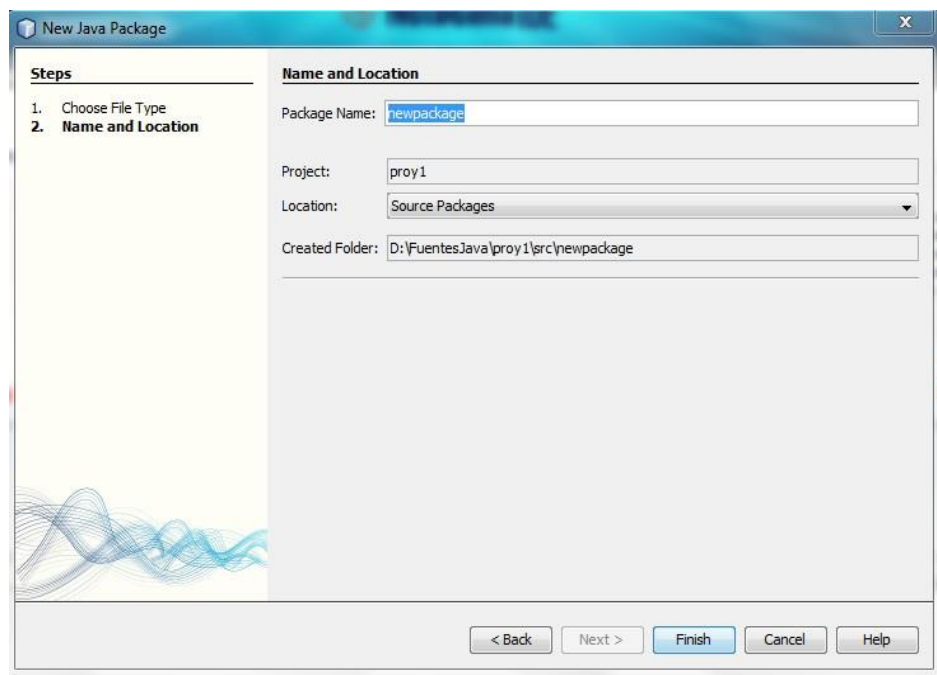 New Java Package
Steps
1. Choose File Type
2. Name and Location
Name and Location
Package Name: newpackage
Project: proy1
Location: Source Packages
Created Folder: D:\FuentesJava\proy1\src\newpackage
< Back Next > Finish Cancel Help